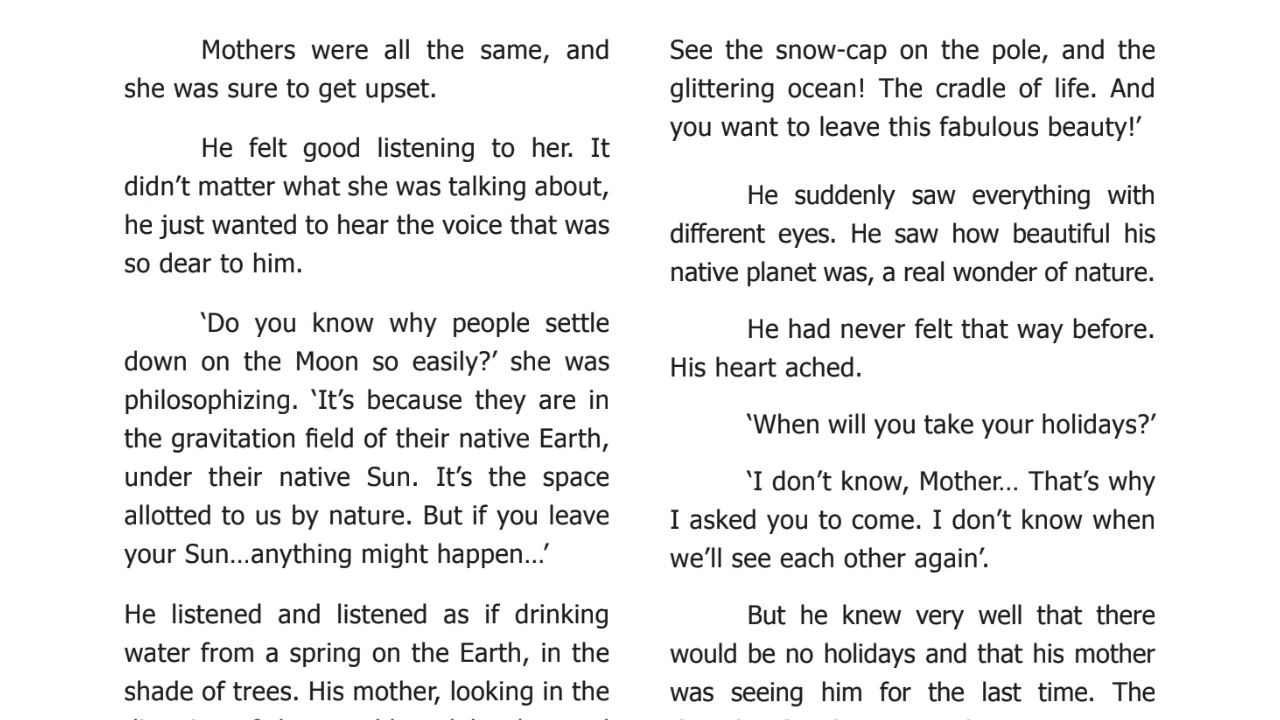 Mothers were all the same, and
she was sure to get upset.
He felt good listening to her. It
didn’t matter what she was talking about,
he just wanted to hear the voice that was
so dear to him.
‘Do you know why people settle
down on the Moon so easily?’ she was
philosophizing. ‘It’s because they are in
the gravitation field of their native Earth,
under their native Sun. It’s the space
allotted to us by nature. But if you leave
your Sun…anything might happen…’
He listened and listened as if drinking
water from a spring on the Earth, in the
shade of trees. His mother, looking in the
See the snow-cap on the pole, and the
glittering ocean! The cradle of life. And
you want to leave this fabulous beauty!’
He suddenly saw everything with
different eyes. He saw how beautiful his
native planet was, a real wonder of nature.
He had never felt that way before.
His heart ached.
‘When will you take your holidays?’
‘I don’t know, Mother… That’s why
I asked you to come. I don’t know when
we’ll see each other again’.
But he knew very well that there
would be no holidays and that his mother
was seeing him for the last time. The